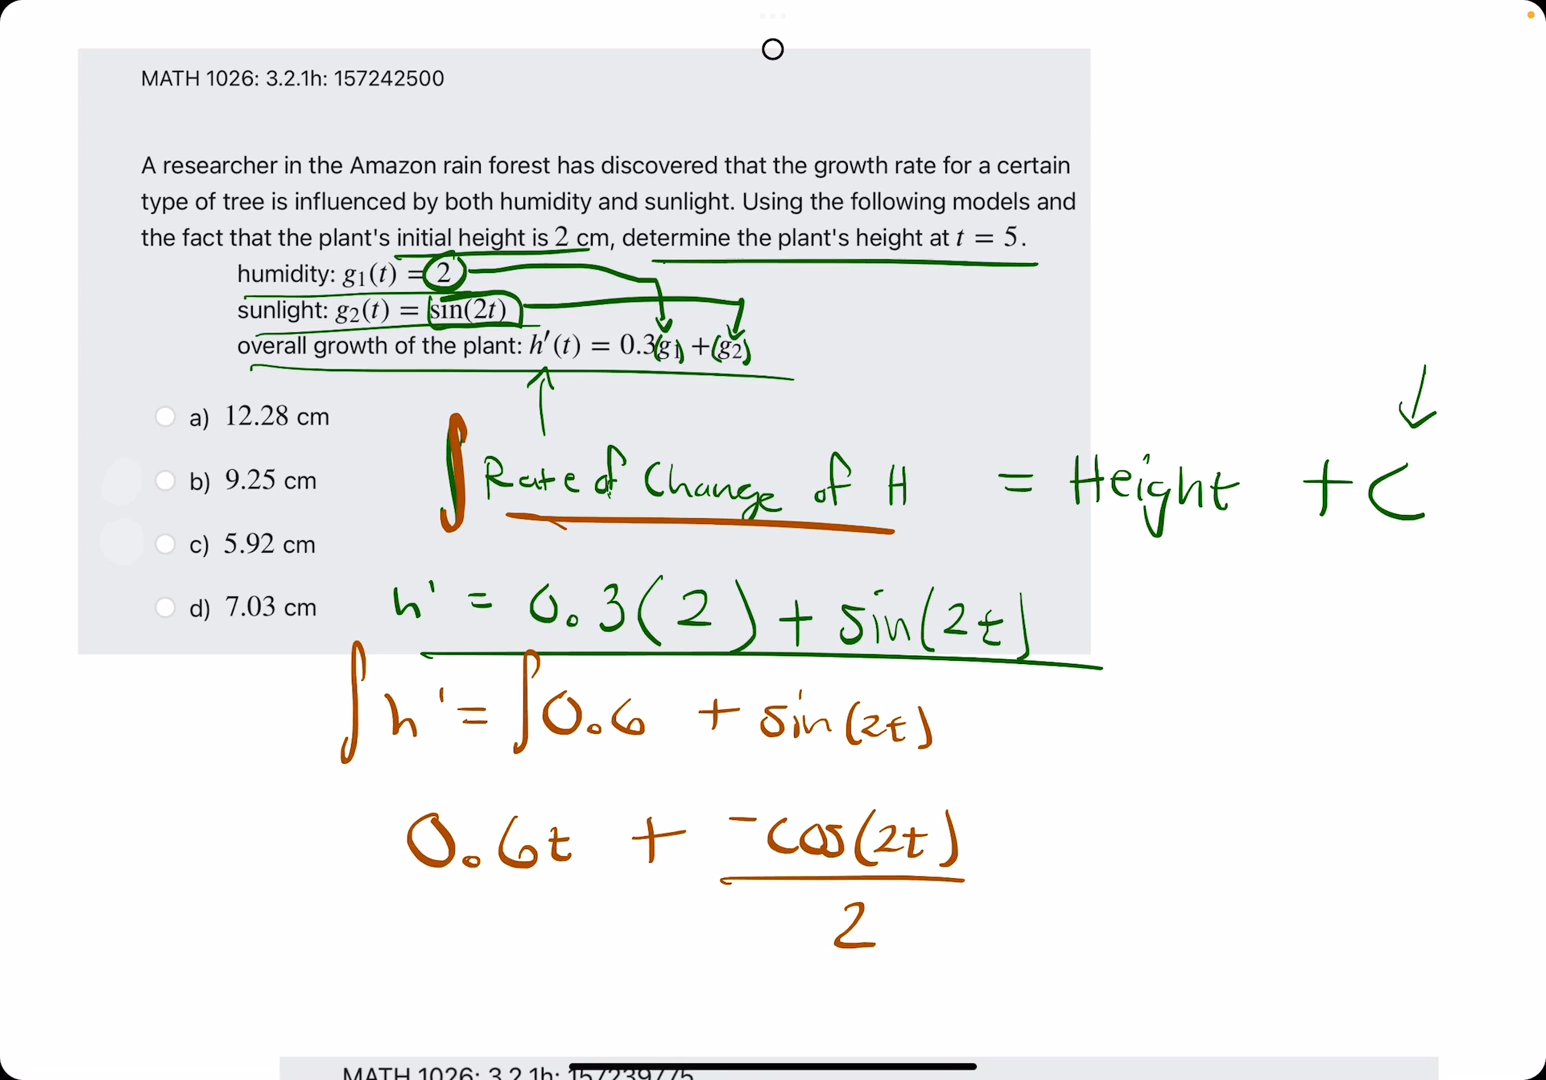 MATH 1026: 3.2.1h: 157242500
A researcher in the Amazon rain forest has discovered that the growth rate for a certain
type of tree is influenced by both humidity and sunlight. Using the following models and
the fact that the plant's initial height is 2 cm, determine the plant's height at t = 5.
humidity: g₁(t) = 2
sunlight: g₂(t) = sin(2t)
overall growth of the plant: h′(t) = 0.3(g₁) + (g₂)
a) 12.28 cm
b) 9.25 cm
c) 5.92 cm
d) 7.03 cm
∫ Rate of Change of H = Height + C
h' = 0.3(2) + sin(2t)
∫ h' = ∫ 0.6 + sin(2t)
0.6t + -cos(2t)
2
MATH 1026: 3.2.1h: 157239775